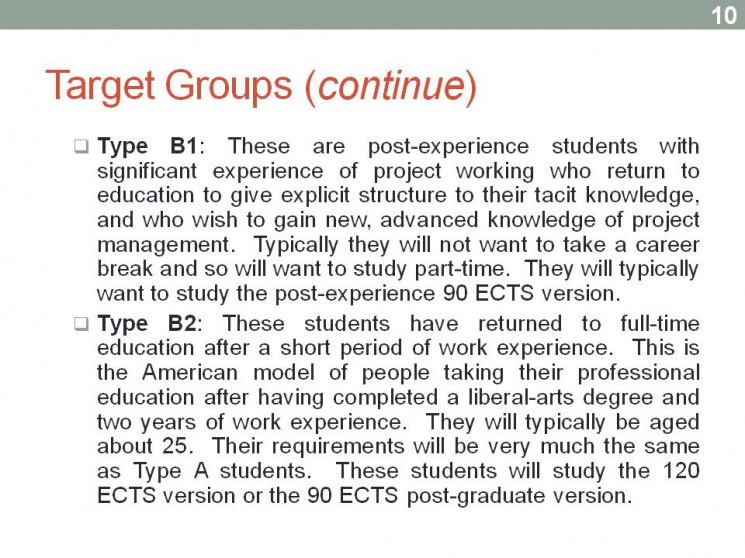 10
Target Groups (continue)
Type B1: These are post-experience students with
significant experience of project working who return to
education to give explicit structure to their tacit knowledge,
and who wish to gain new, advanced knowledge of project
management. Typically they will not want to take a career
break and so will want to study part-time. They will typically
want to study the post-experience 90 ECTS version.
Type B2: These students have returned to full-time
education after a short period of work experience. This is
the American model of people taking their professional
education after having completed a liberal-arts degree and
two years of work experience. They will typically be aged
about 25. Their requirements will be very much the same
as Type A students. These students will study the 120
ECTS version or the 90 ECTS post-graduate version.